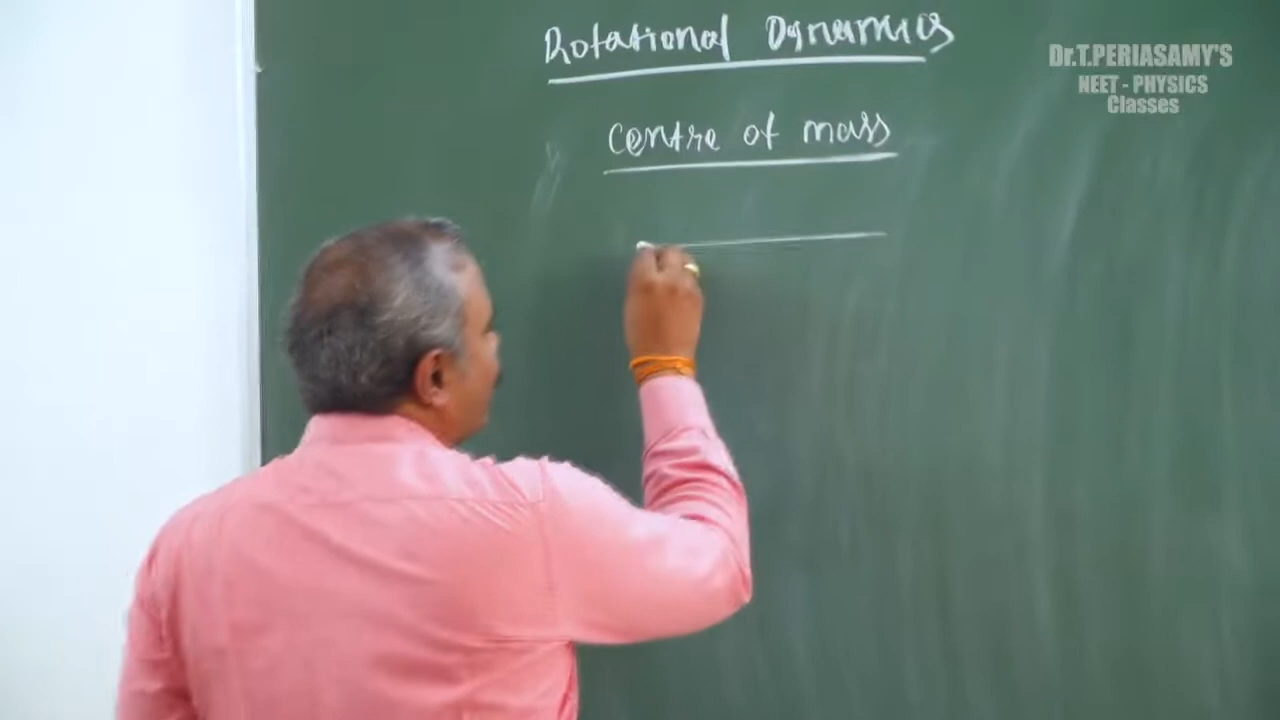 Rotational Dynamics
Dr.T.PERIASAMY'S
NEET - PHYSICS
Classes
Centre of mass